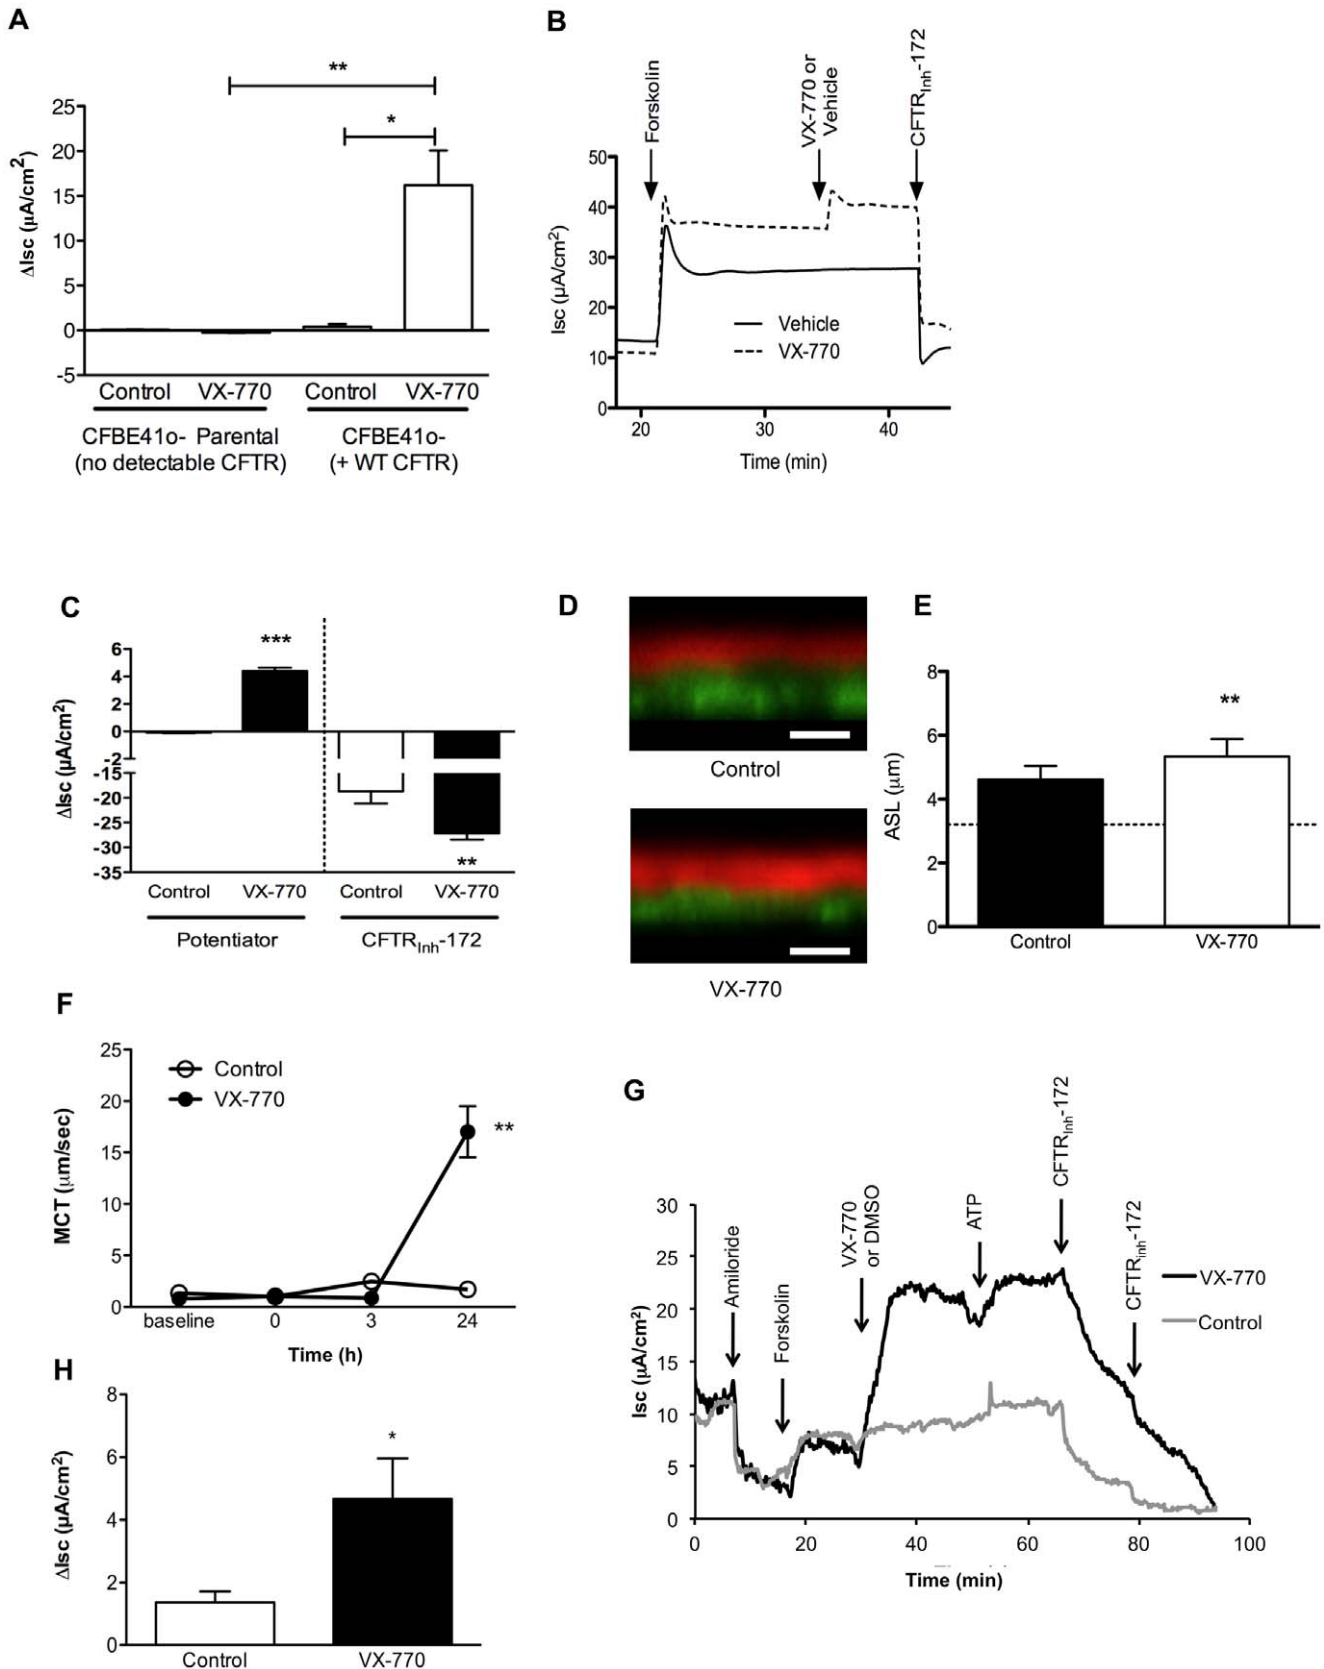 A
**
*
25
20
15
10
5
0
-5
ΔIsc (µA/cm2)
Control
VX-770
Control
VX-770
CFBE41o- Parental
(no detectable CFTR)
CFBE41o-
(+ WT CFTR)
B
Forskolin
VX-770 or
Vehicle
CFTRInh-172
50
40
30
20
10
0
Isc (µA/cm2)
Vehicle
VX-770
20
30
40
Time (min)
C
***
6
4
2
0
-2
-15
-20
-25
-30
-35
ΔIsc (µA/cm2)
**
Control
VX-770
Control
VX-770
Potentiator
CFTRInh-172
D
Control
VX-770
E
8
6
4
2
0
ASL (µm)
**
Control
VX-770
F
25
20
15
10
5
0
MCT (µm/sec)
Control
VX-770
**
baseline
0
3
24
Time (h)
G
Amiloride
Forskolin
VX-770
or DMSO
ATP
CFTRInh-172
CFTRinh-172
30
25
20
15
10
5
0
Isc (µA/cm2)
VX-770
Control
0
20
40
60
80
100
Time (min)
H
8
6
4
2
0
ΔIsc (µA/cm2)
*
Control
VX-770